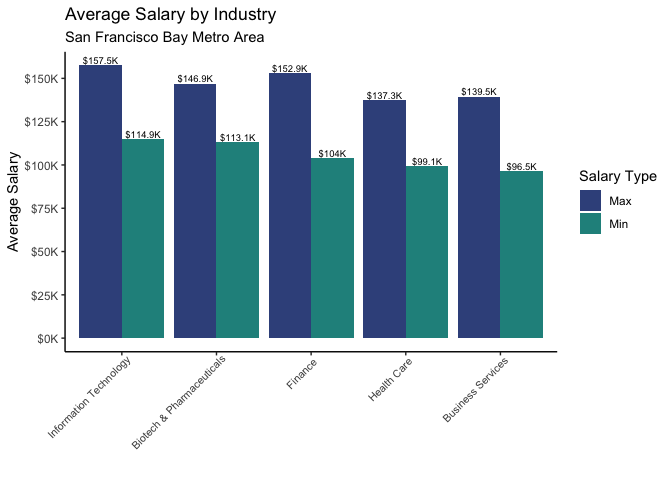 Average Salary by Industry
San Francisco Bay Metro Area
Average Salary
$150K
$125K
$100K
$75K
$50K
$25K
$0K
$157.5K
$114.9K
$146.9K
$113.1K
$152.9K
$104K
$137.3K
$99.1K
$139.5K
$96.5K
Information Technology
Biotech & Pharmaceuticals
Finance
Health Care
Business Services
Salary Type
Max
Min